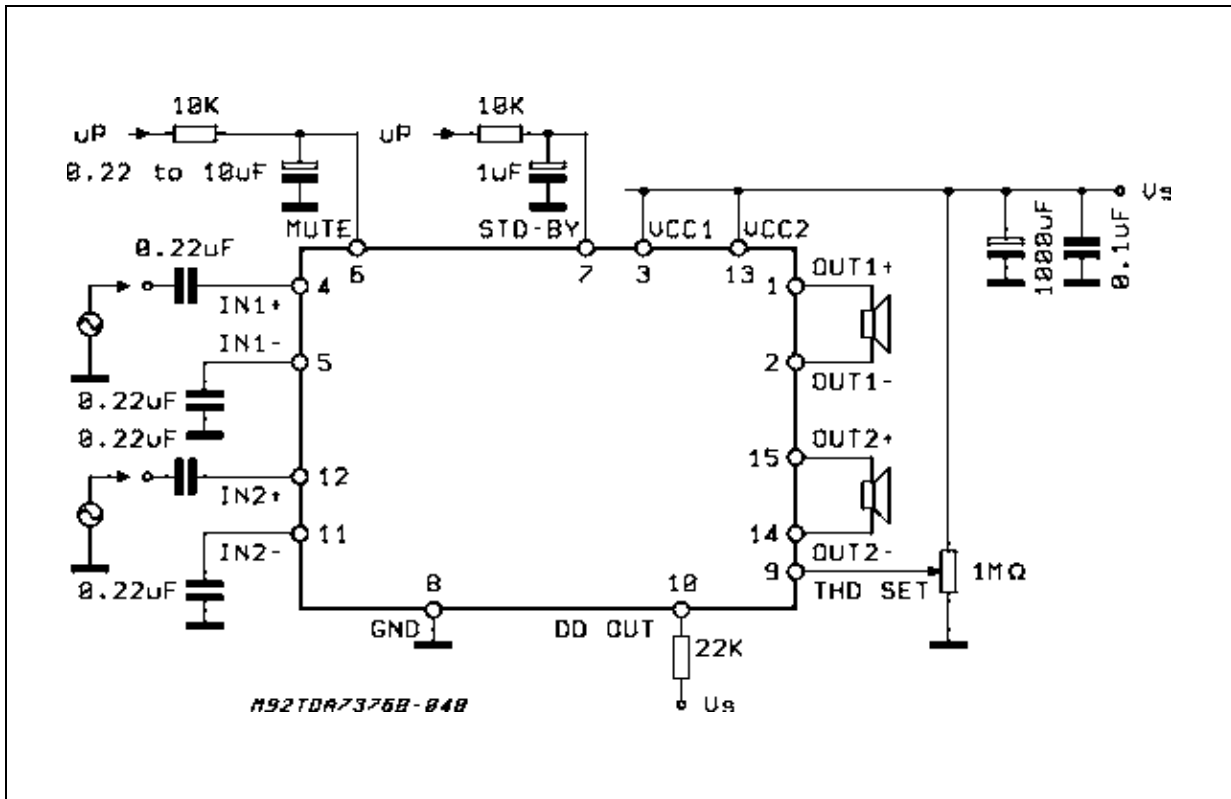 10K
10K
uP
uP
0.22 to 10uF
1uF
Vs
MUTE
STD-BY
VCC1
VCC2
1000uF
0.1uF
0.22uF
6
7
3
13
OUT1+
4
1
IN1+
IN1-
5
2
OUT1-
0.22uF
0.22uF
OUT2+
15
12
IN2+
11
14
IN2-
OUT2-
9
THD SET
1MΩ
0.22uF
8
10
GND
DD OUT
22K
M92TDA7376B-040
Vs